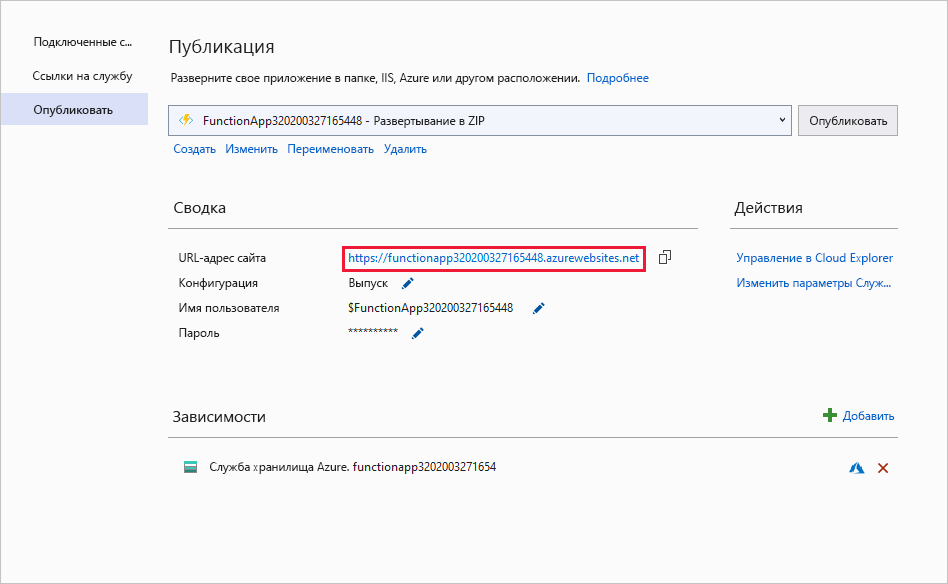 Подключенные с...
Ссылки на службу
Опубликовать
Публикация
Разверните свое приложение в папке, IIS, Azure или другом расположении. Подробнее
FunctionApp320200327165448 - Развертывание в ZIP
Опубликовать
Создать Изменить Переименовать Удалить
Сводка
URL-адрес сайта https://functionapp320200327165448.azurewebsites.net
Конфигурация Выпуск
Имя пользователя $FunctionApp320200327165448
Пароль **********
Действия
Управление в Cloud Explorer
Изменить параметры Служ...
Зависимости
Добавить
Служба хранилища Azure. functionapp3202003271654